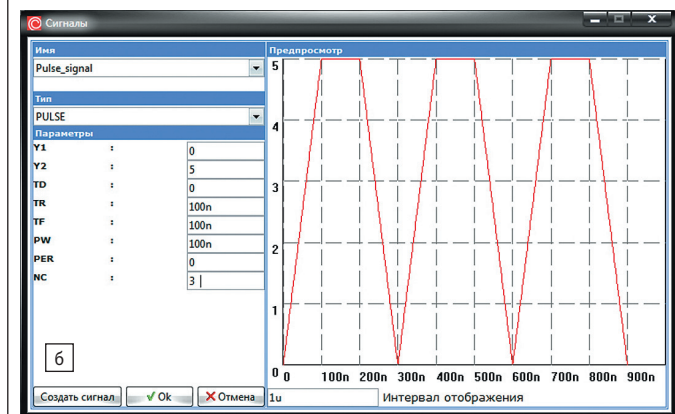 Сигналы
Имя
Pulse_signal
Тип
PULSE
Параметры
Y1 : 0
Y2 : 5
TD : 0
TR : 100n
TF : 100n
PW : 100n
PER : 0
NC : 3
б
Создать сигнал Ok Отмена
Предпросмотр
5
4
3
2
1
0
0 100n 200n 300n 400n 500n 600n 700n 800n 900n
1u Интервал отображения